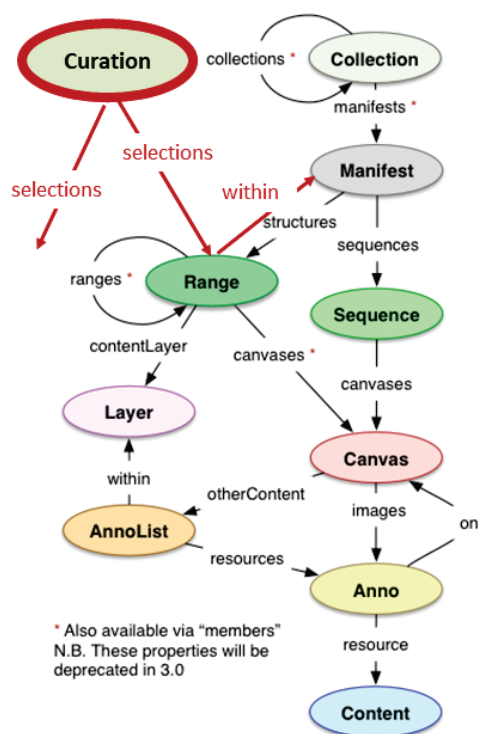 Curation
collections *
Collection
manifests *
selections
Manifest
selections
within
structures
sequences
ranges *
Range
Sequence
contentLayer
canvases *
canvases
Layer
Canvas
within
otherContent
images
on
AnnoList
resources
Anno
* Also available via “members”
N.B. These properties will be
deprecated in 3.0
resource
Content